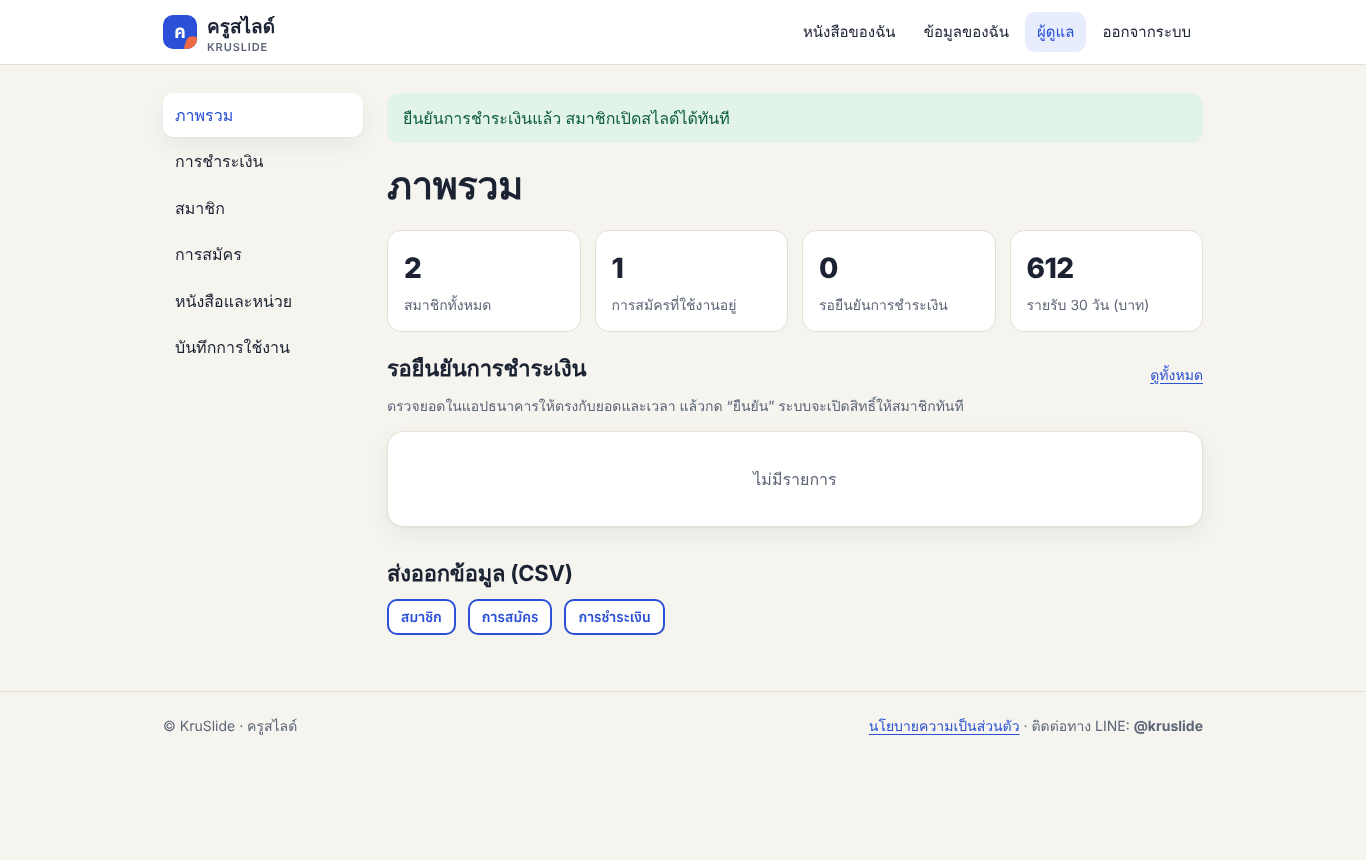 ค
ครูสไลด์
KRUSLIDE
หนังสือของฉัน
ข้อมูลของฉัน
ผู้ดูแล
ออกจากระบบ
ภาพรวม
การชำระเงิน
สมาชิก
การสมัคร
หนังสือและหน่วย
บันทึกการใช้งาน
ยืนยันการชำระเงินแล้ว สมาชิกเปิดสไลด์ได้ทันที
ภาพรวม
2
สมาชิกทั้งหมด
1
การสมัครที่ใช้งานอยู่
0
รอยืนยันการชำระเงิน
612
รายรับ 30 วัน (บาท)
รอยืนยันการชำระเงิน
ดูทั้งหมด
ตรวจยอดในแอปธนาคารให้ตรงกับยอดและเวลา แล้วกด “ยืนยัน” ระบบจะเปิดสิทธิ์ให้สมาชิกทันที
ไม่มีรายการ
ส่งออกข้อมูล (CSV)
สมาชิก
การสมัคร
การชำระเงิน
© KruSlide · ครูสไลด์
นโยบายความเป็นส่วนตัว · ติดต่อทาง LINE: @kruslide